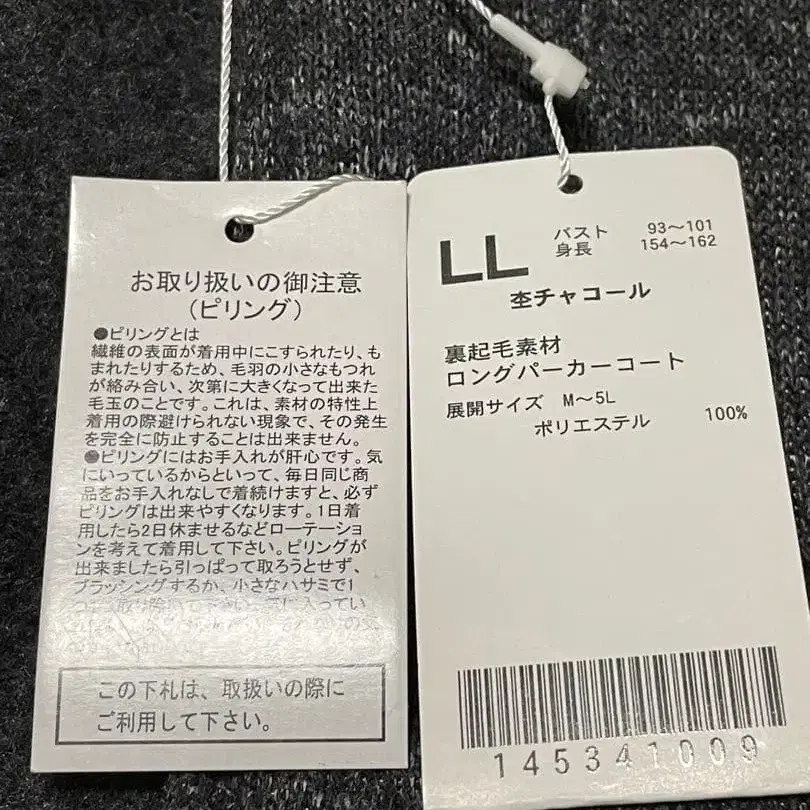 お取り扱いの御注意
(ピリング)
●ピリングとは
繊維の表面が着用中にこすられたり、も
まれたりするため、毛羽の小さなもつれ
が絡み合い、次第に大きくなって出来た
毛玉のことです。これは、素材の特性上
着用の際避けられない現象で、その発生
を完全に防止することは出来ません。
●ピリングにはお手入れが肝心です。気
にいっているからといって、毎日同じ商
品をお手入れなしで着続けますと、必ず
ピリングは出来やすくなります。1日着
用したら2日休ませるなどローテーショ
ンを考えて着用して下さい。ピリングが
出来ましたら引っぱって取ろうとせず、
ブラッシングするか、小さなハサミで1
この下札は、取扱いの際に
ご利用して下さい。
LL
バスト 93～101
身長 154～162
杢チャコール
裏起毛素材
ロングパーカーコート
展開サイズ M～5L
ポリエステル 100%
145341009